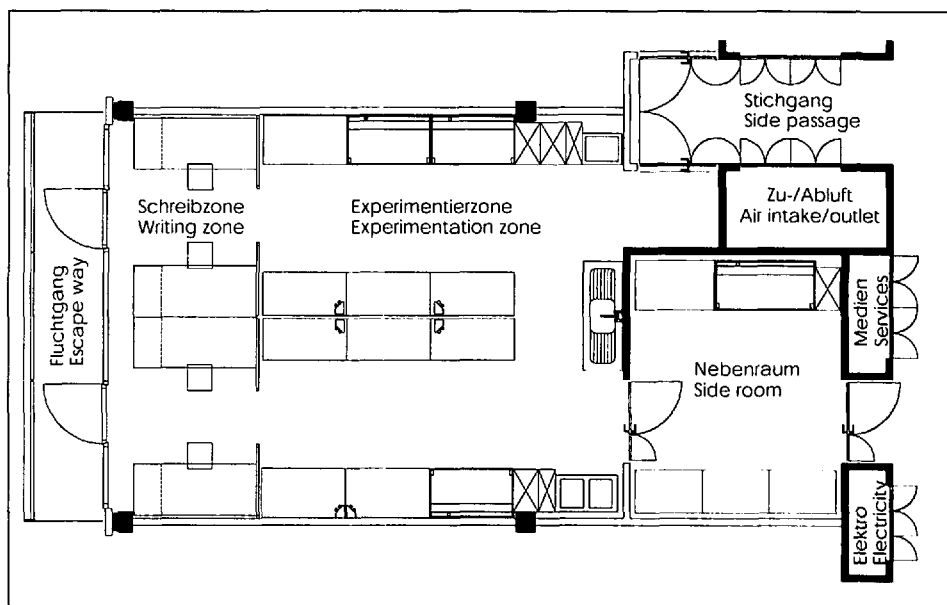 Stichgang
Side passage
Zu-/Abluft
Air intake/outlet
Schreibzone
Writing zone
Experimentierzone
Experimentation zone
Fluchtgang
Escape way
Medien
Services
Nebenraum
Side room
Elektro
Electricity